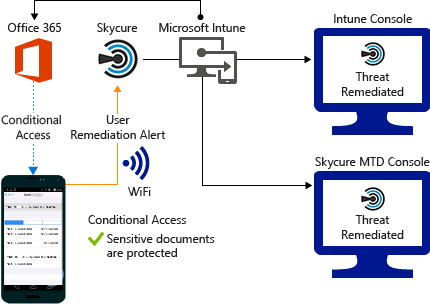 Office 365
Skycure
Microsoft Intune
Intune Console
Threat
Remediated
Conditional
Access
User
Remediation Alert
WiFi
Skycure MTD Console
Threat
Remediated
Conditional Access
Sensitive documents
are protected